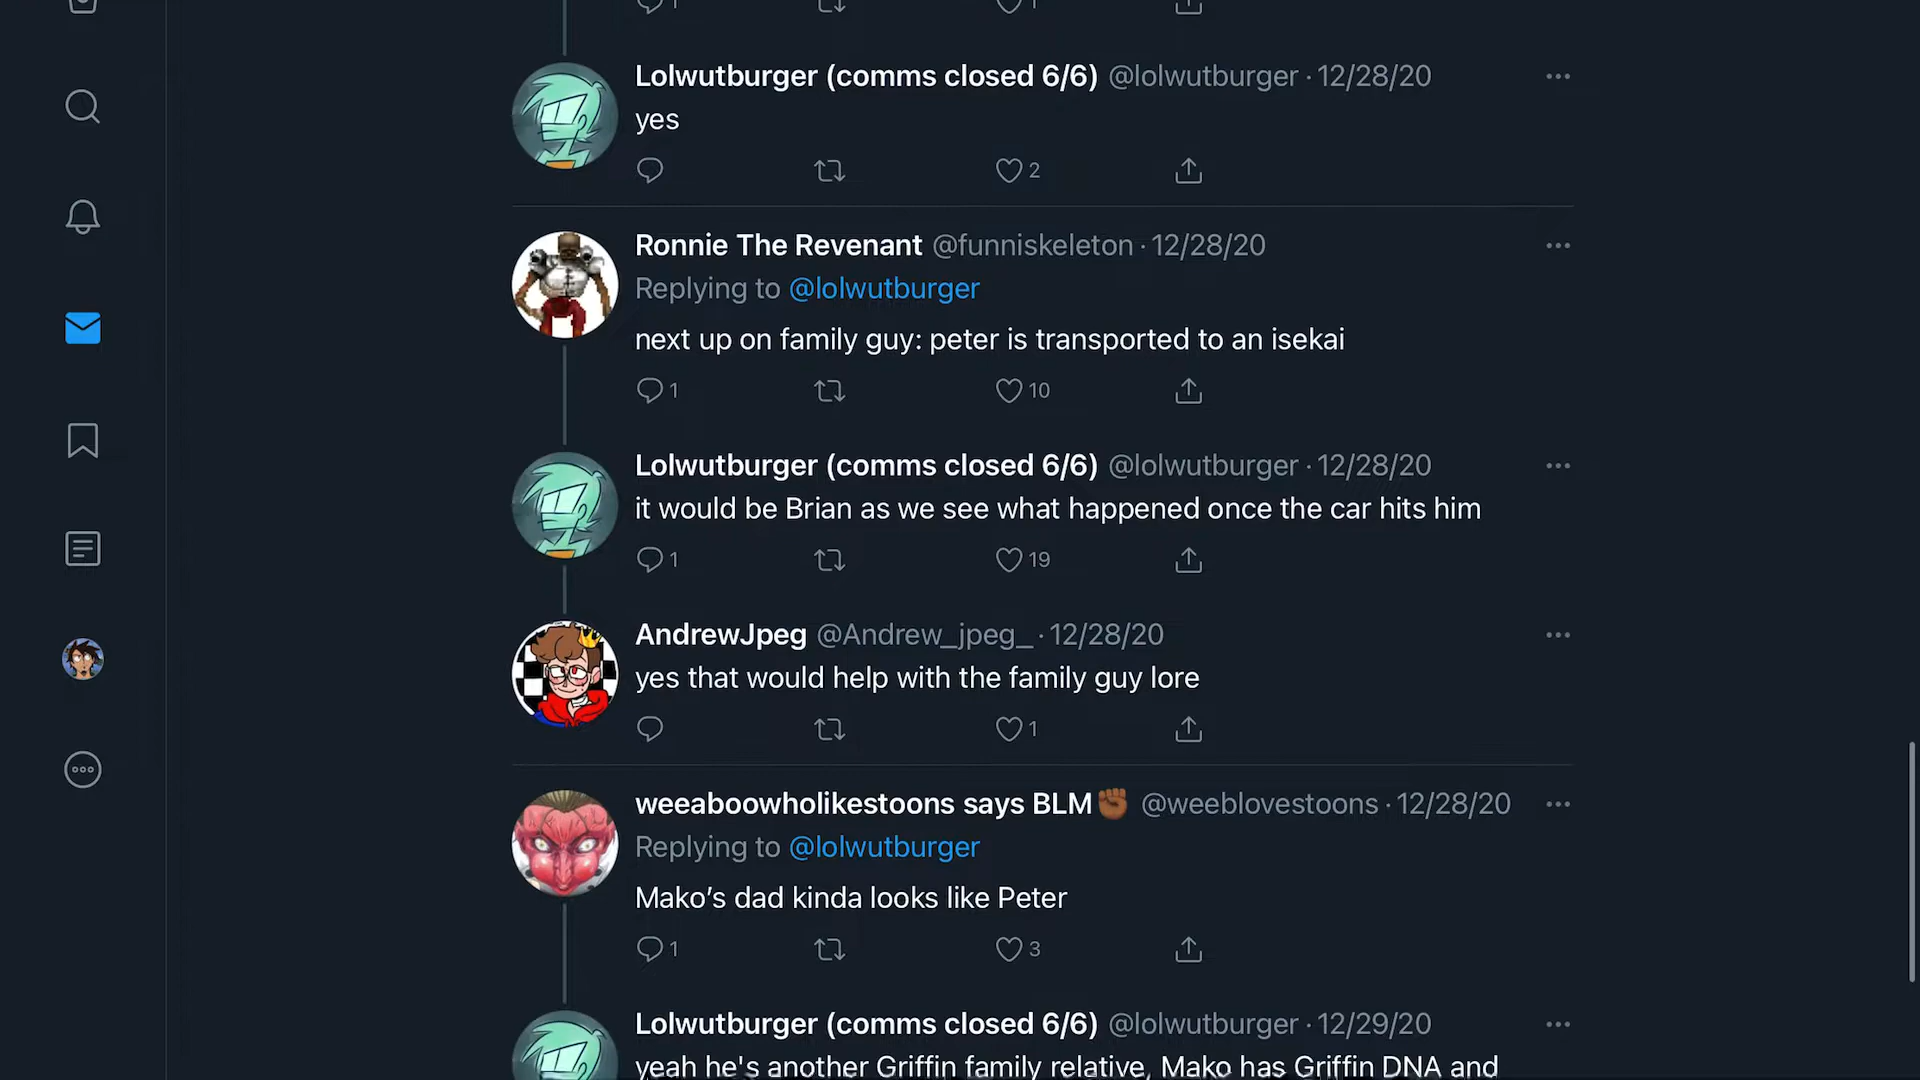 1 1
Lolwutburger (comms closed 6/6) @lolwutburger · 12/28/20
yes
2
Ronnie The Revenant @funniskeleton · 12/28/20
Replying to @lolwutburger
next up on family guy: peter is transported to an isekai
1 10
Lolwutburger (comms closed 6/6) @lolwutburger · 12/28/20
it would be Brian as we see what happened once the car hits him
1 19
AndrewJpeg @Andrew_jpeg_ · 12/28/20
yes that would help with the family guy lore
1
weeaboowholikestoons says BLM✊🏾 @weeblovestoons · 12/28/20
Replying to @lolwutburger
Mako’s dad kinda looks like Peter
1 3
Lolwutburger (comms closed 6/6) @lolwutburger · 12/29/20
yeah he's another Griffin family relative, Mako has Griffin DNA and